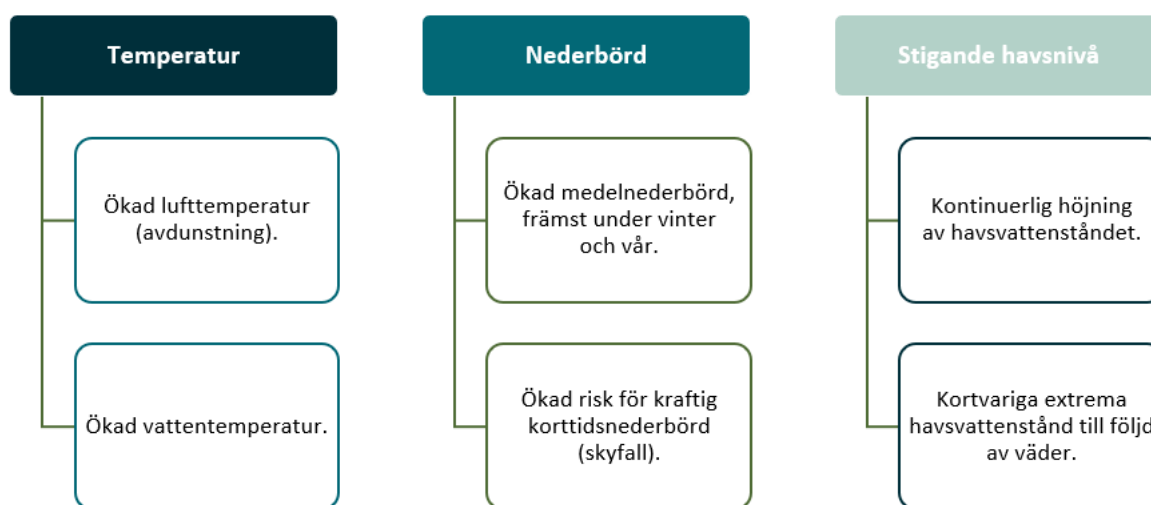 Temperatur
Ökad lufttemperatur
(avdunstning).
Ökad vattentemperatur.
Nederbörd
Ökad medelnederbörd,
främst under vinter
och vår.
Ökad risk för kraftig
korttidsnederbörd
(skyfall).
Stigande havsnivå
Kontinuerlig höjning
av havsvattenståndet.
Kortvariga extrema
havsvattenstånd till följd
av väder.